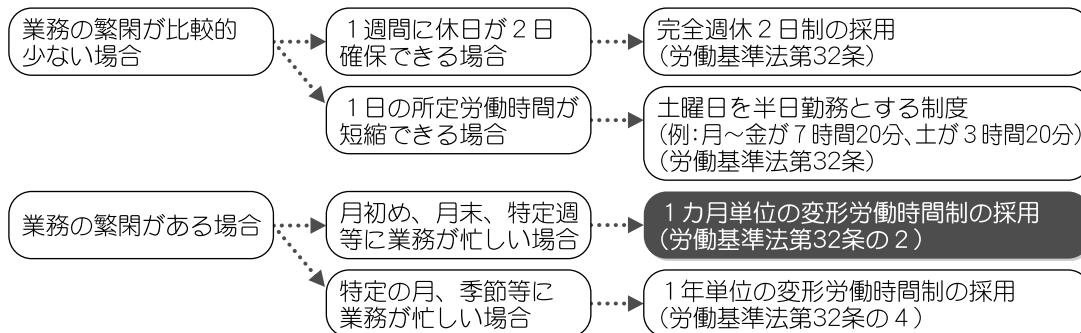 業務の繁閑が比較的
少ない場合
１週間に休日が２日
確保できる場合
完全週休２日制の採用
(労働基準法第32条)
１日の所定労働時間が
短縮できる場合
土曜日を半日勤務とする制度
(例：月～金が７時間20分、土が３時間20分)
(労働基準法第32条)
業務の繁閑がある場合
月初め、月末、特定週
等に業務が忙しい場合
１カ月単位の変形労働時間制の採用
(労働基準法第32条の２)
特定の月、季節等に
業務が忙しい場合
１年単位の変形労働時間制の採用
(労働基準法第32条の４)